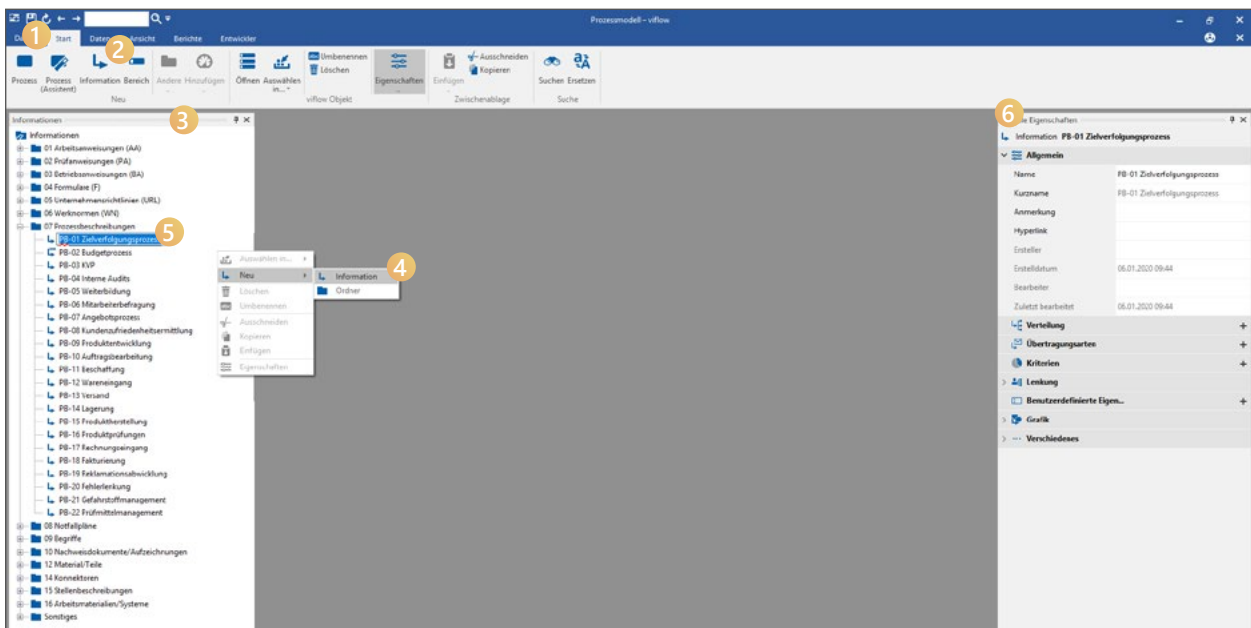 Prozessmodell - viflow
1
2
Start Daten Ansicht Berichte Entwickler
Prozess Prozess (Assistent) Information Bereich Andere Hinzufügen
Öffnen Auswählen in...
Umbenennen
Löschen
Eigenschaften
Einfügen
Ausschneiden
Kopieren
Suchen Ersetzen
Neu viflow Objekt Zwischenablage Suche
3
Informationen
Informationen
01 Arbeitsanweisungen (AA)
02 Prüfanweisungen (PA)
03 Betriebsanweisungen (BA)
04 Formulare (F)
05 Unternehmensrichtlinien (URL)
06 Werknormen (WN)
07 Prozessbeschreibungen
5
PB-01 Zielverfolgungsprozess
PB-02 Budgetprozess
PB-03 KVP
PB-04 Interne Audits
PB-05 Weiterbildung
PB-06 Mitarbeiterbefragung
PB-07 Angebotsprozess
PB-08 Kundenzufriedenheitsermittlung
PB-09 Produktentwicklung
PB-10 Auftragsbearbeitung
PB-11 Beschaffung
PB-12 Wareneingang
PB-13 Versand
PB-14 Lagerung
PB-15 Produktherstellung
PB-16 Produktprüfungen
PB-17 Rechnungseingang
PB-18 Fakturierung
PB-19 Reklamationsabwicklung
PB-20 Fehlerlenkung
PB-21 Gefahrstoffmanagement
PB-22 Prüfmittelmanagement
08 Notfallpläne
09 Begriffe
10 Nachweisdokumente/Aufzeichnungen
12 Material/Teile
14 Konnektoren
15 Stellenbeschreibungen
16 Arbeitsmaterialien/Systeme
Sonstiges
Auswählen in...
Neu
Löschen
Umbenennen
Ausschneiden
Kopieren
Einfügen
Eigenschaften
4
Information
Ordner
6
Eigenschaften
Information PB-01 Zielverfolgungsprozess
Allgemein
Name PB-01 Zielverfolgungsprozess
Kurzname PB-01 Zielverfolgungsprozess
Anmerkung
Hyperlink
Ersteller
Erstelldatum 06.01.2020 09:44
Bearbeiter
Zuletzt bearbeitet 06.01.2020 09:44
Verteilung
Übertragungsarten
Kriterien
Lenkung
Benutzerdefinierte Eigen...
Grafik
Verschiedenes